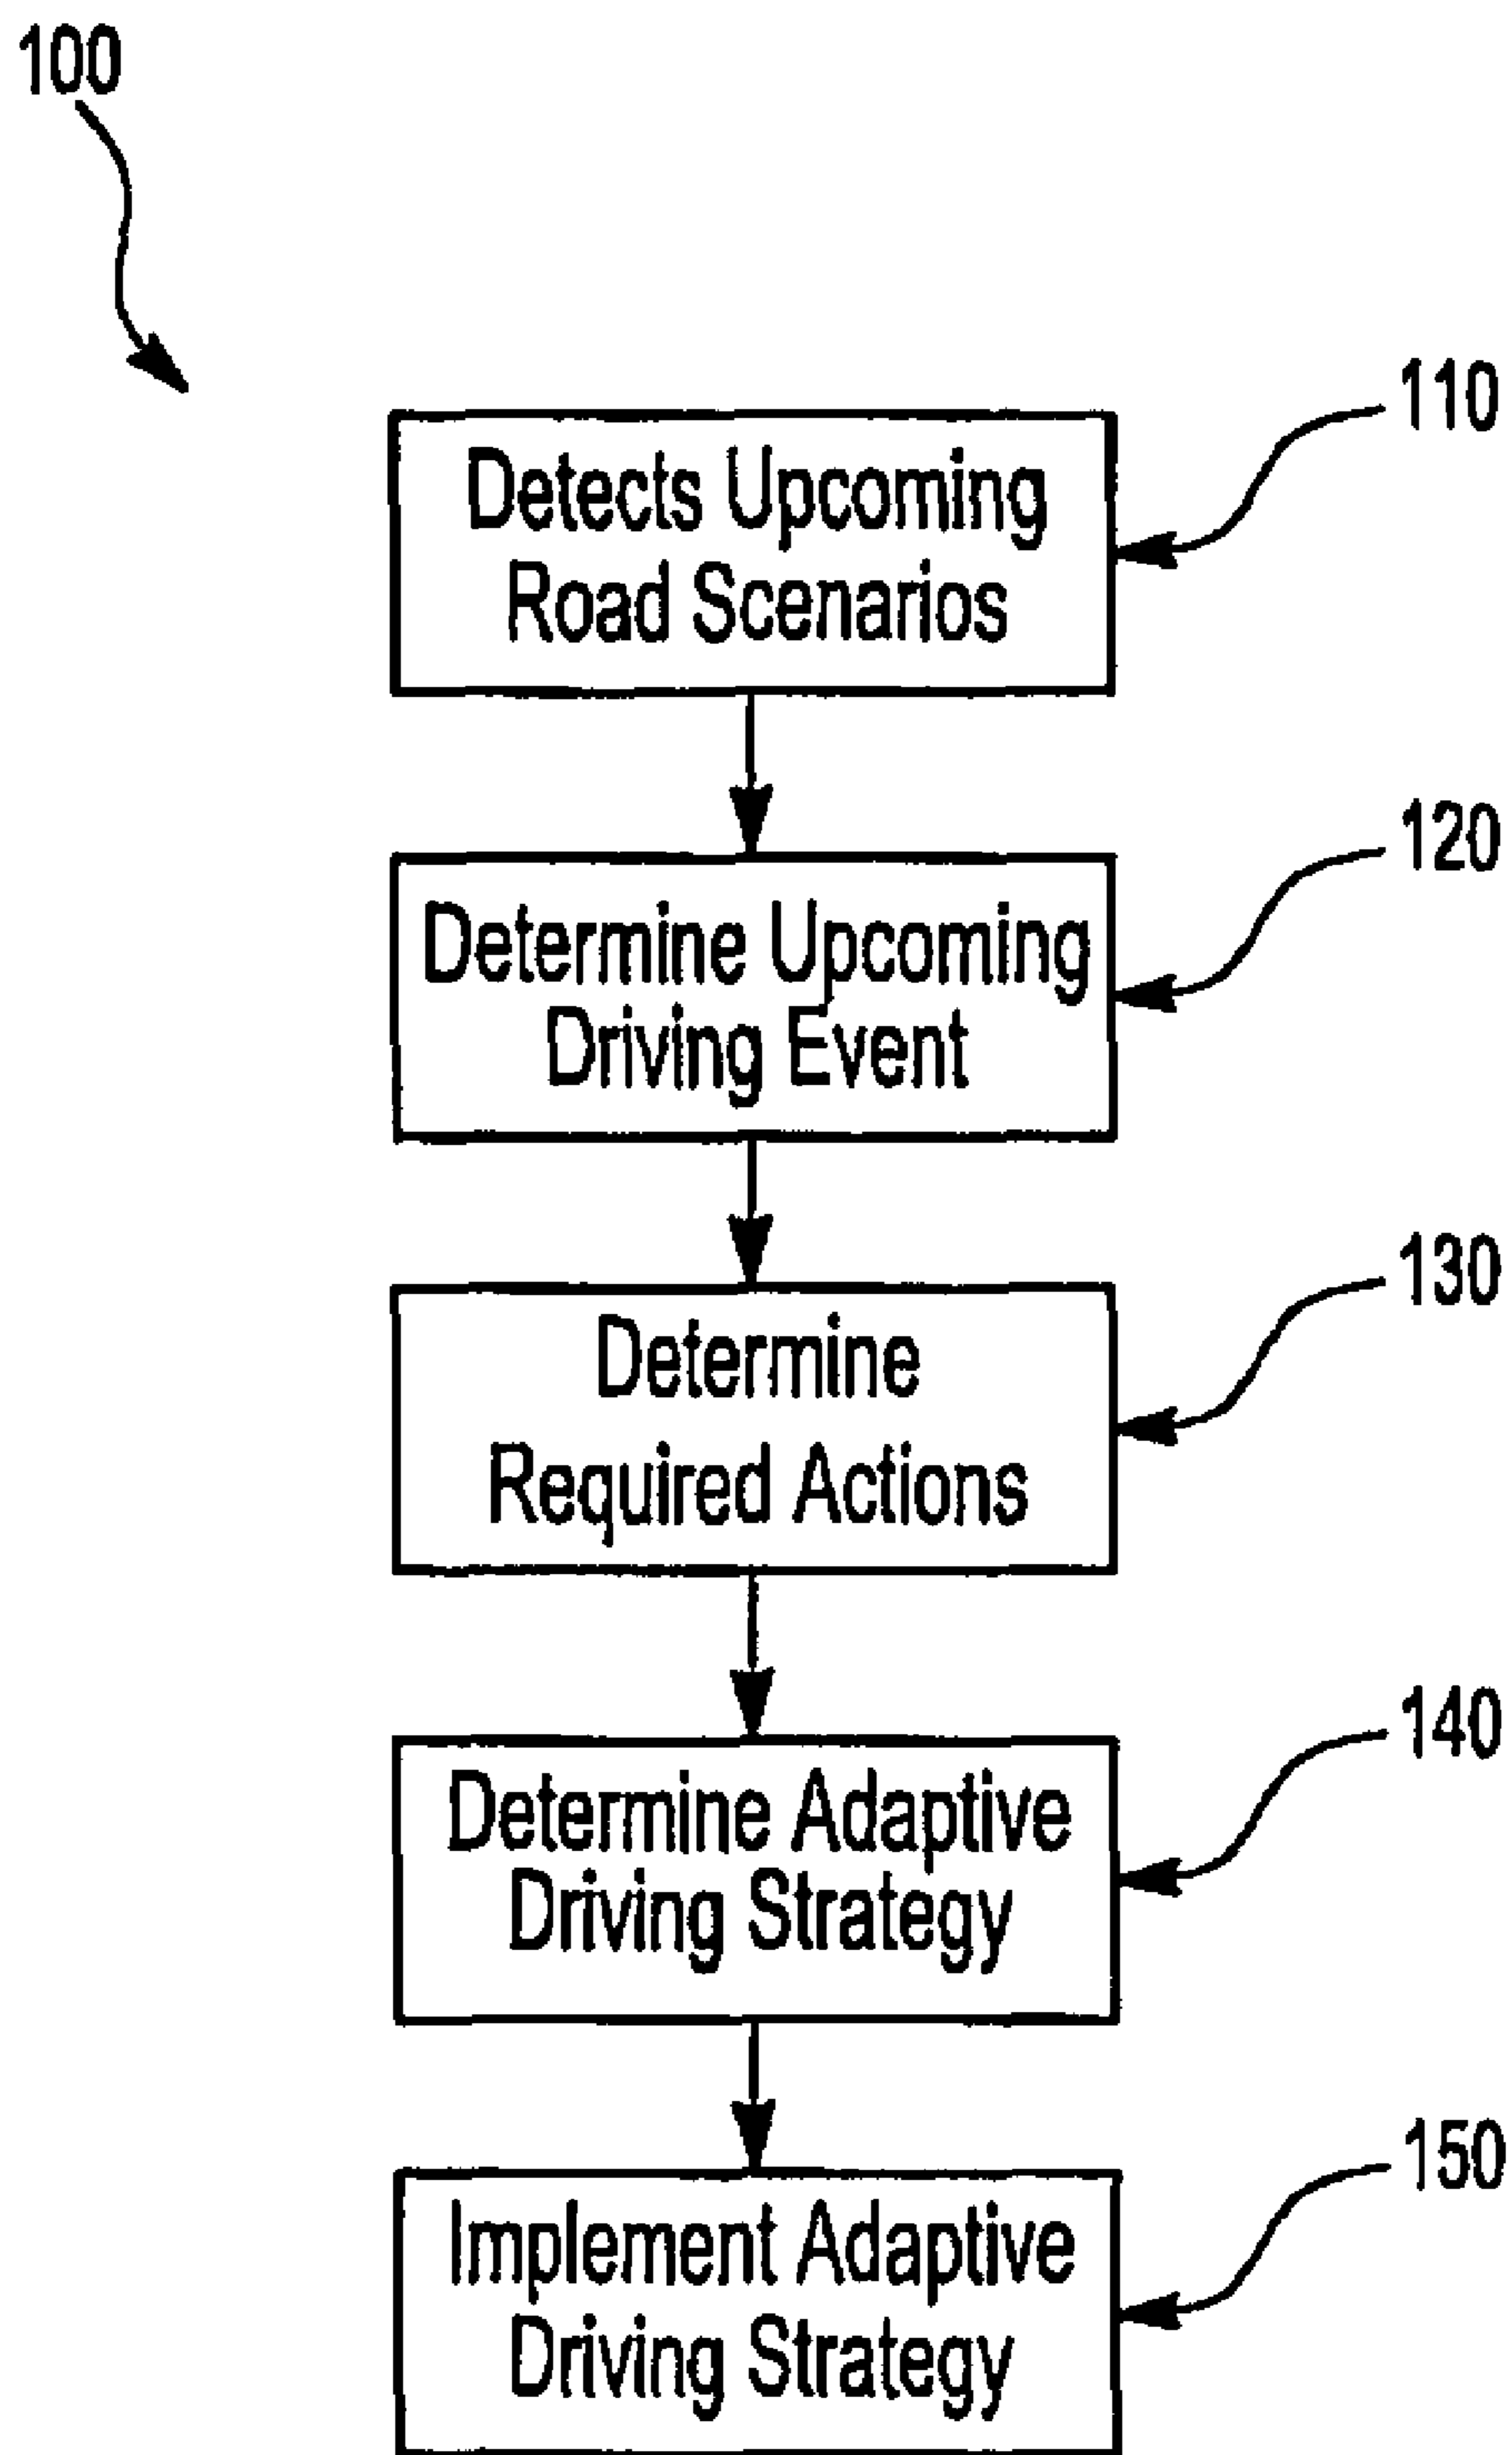 100
110
Detects Upcoming
Road Scenarios
120
Determine Upcoming
Driving Event
130
Determine
Required Actions
140
Determine Adaptive
Driving Strategy
150
Implement Adaptive
Driving Strategy